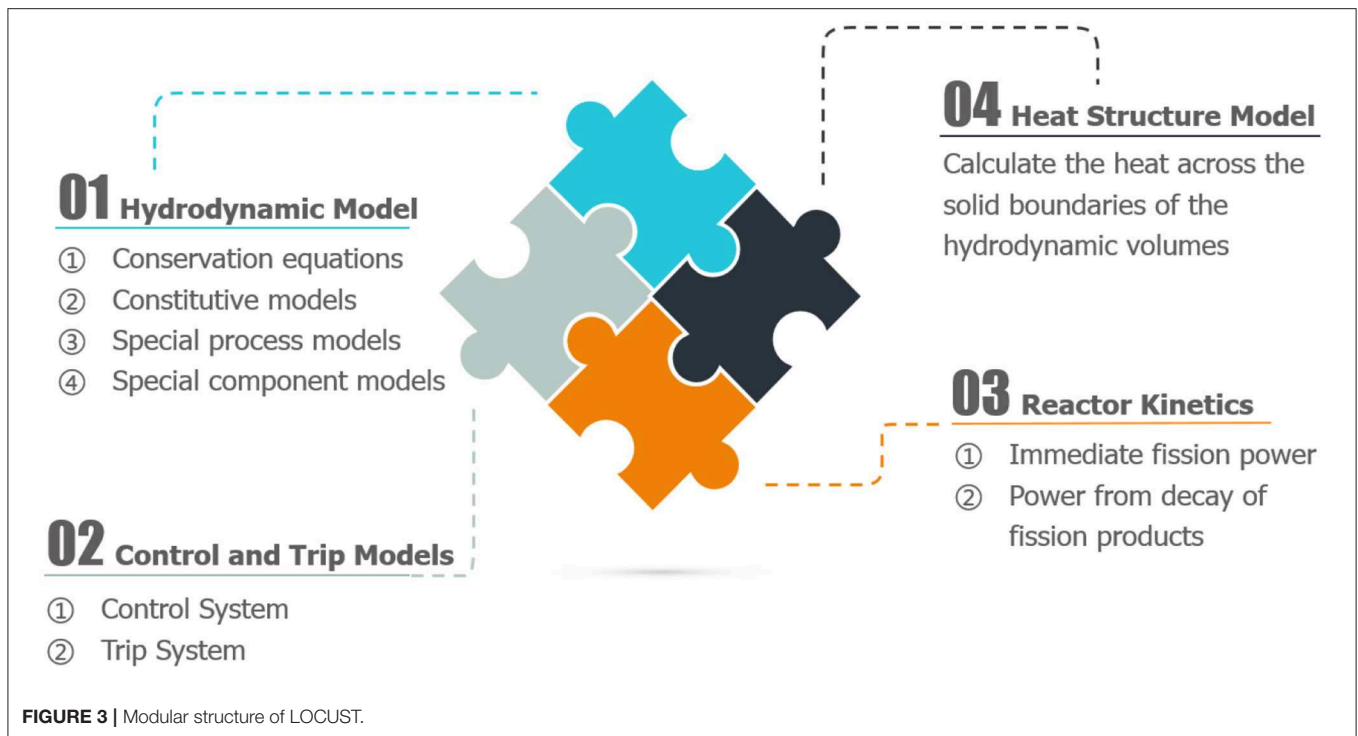 01 Hydrodynamic Model
① Conservation equations
② Constitutive models
③ Special process models
④ Special component models
02 Control and Trip Models
① Control System
② Trip System
04 Heat Structure Model
Calculate the heat across the
solid boundaries of the
hydrodynamic volumes
03 Reactor Kinetics
① Immediate fission power
② Power from decay of
fission products
FIGURE 3 | Modular structure of LOCUST.